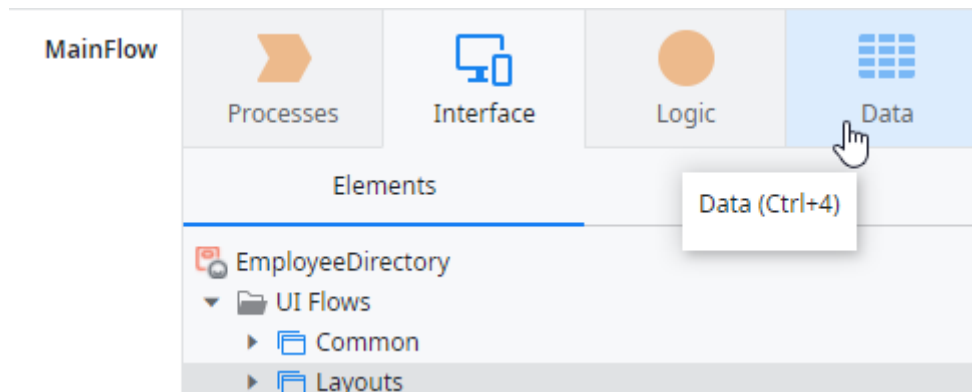 MainFlow
Processes Interface Logic Data
Elements
Data (Ctrl+4)
EmployeeDirectory
UI Flows
Common
Layouts